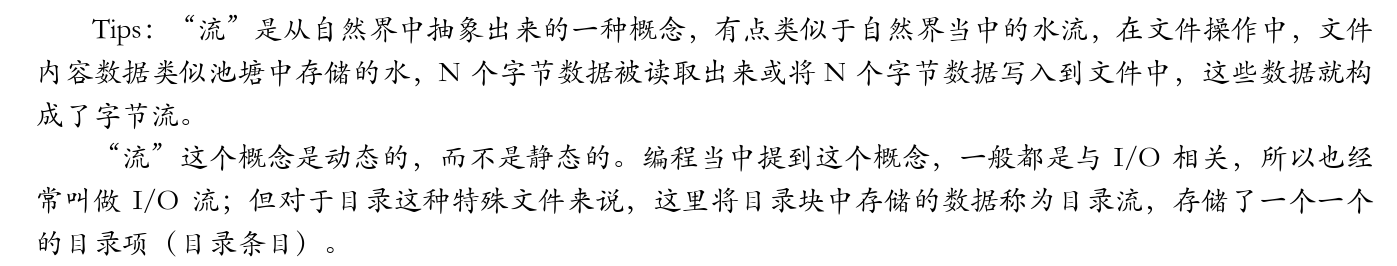 Tips：“流”是从自然界中抽象出来的一种概念，有点类似于自然界当中的水流，在文件操作中，文件
内容数据类似池塘中存储的水，N 个字节数据被读取出来或将 N 个字节数据写入到文件中，这些数据就构
成了字节流。
“流”这个概念是动态的，而不是静态的。编程当中提到这个概念，一般都是与 I/O 相关，所以也经
常叫做 I/O 流；但对于目录这种特殊文件来说，这里将目录块中存储的数据称为目录流，存储了一个一个
的目录项（目录条目）。